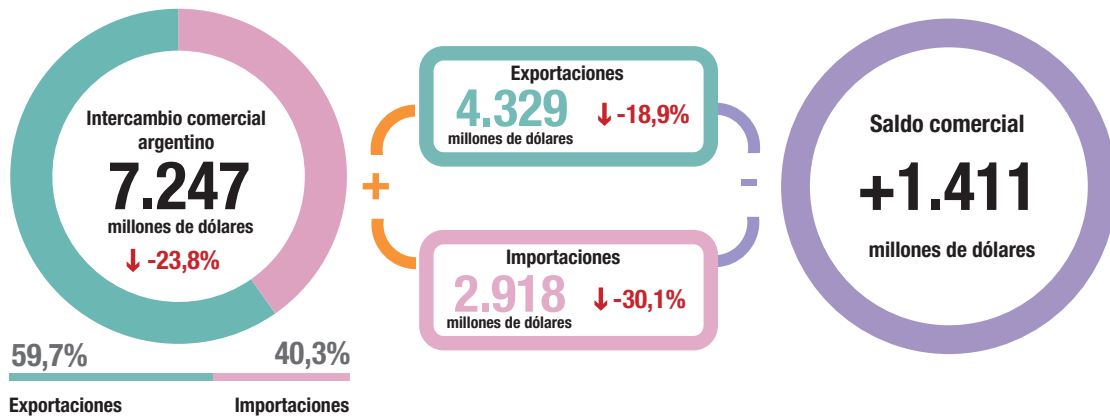 Intercambio comercial
argentino
7.247
millones de dólares
↓ -23,8%
59,7%
40,3%
Exportaciones
Importaciones
+
Exportaciones
4.329
millones de dólares
↓ -18,9%
Importaciones
2.918
millones de dólares
↓ -30,1%
-
Saldo comercial
+1.411
millones de dólares